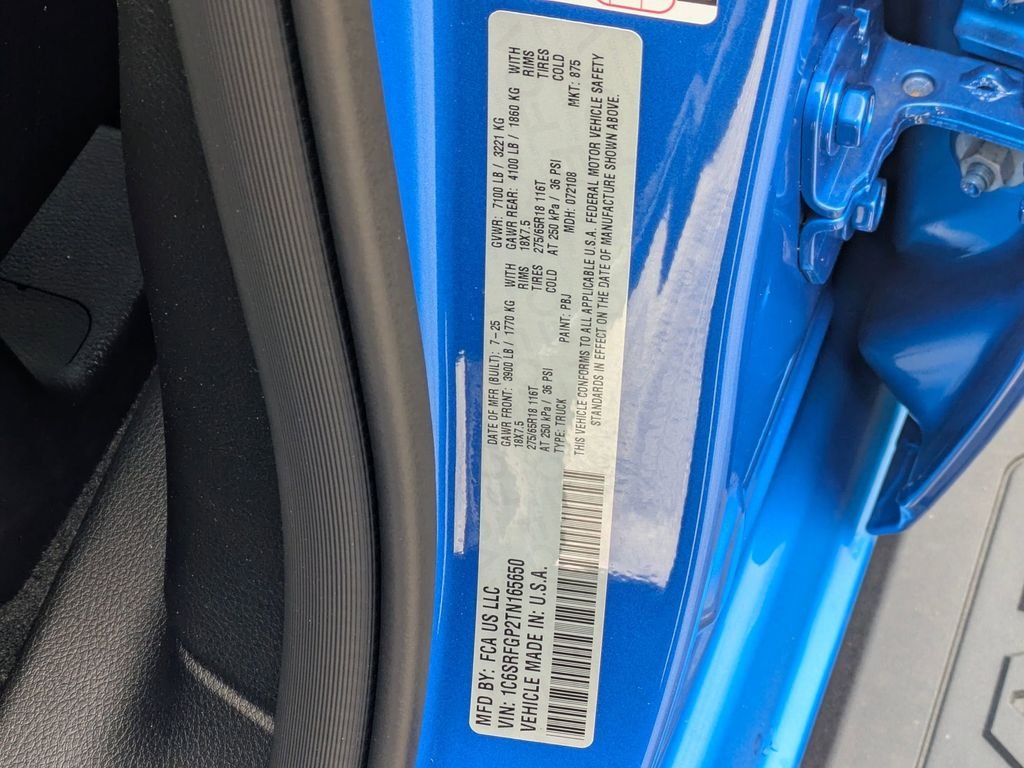 MFD BY: FCA US LLC
VIN: 1C6SRFGP2TN165650
VEHICLE MADE IN: U.S.A.
DATE OF MFR (BUILT): 7-25 GVWR: 7100 LB / 3221 KG
GAWR FRONT: 3900 LB / 1770 KG WITH GAWR REAR: 4100 LB / 1860 KG WITH
18X7.5 RIMS 18X7.5 RIMS
275/65R18 116T TIRES 275/65R18 116T TIRES
AT 250 kPa / 36 PSI COLD AT 250 kPa / 36 PSI COLD
TYPE: TRUCK PAINT: PBJ MDH: 072108 MKT: 875
THIS VEHICLE CONFORMS TO ALL APPLICABLE U.S.A. FEDERAL MOTOR VEHICLE SAFETY
STANDARDS IN EFFECT ON THE DATE OF MANUFACTURE SHOWN ABOVE.